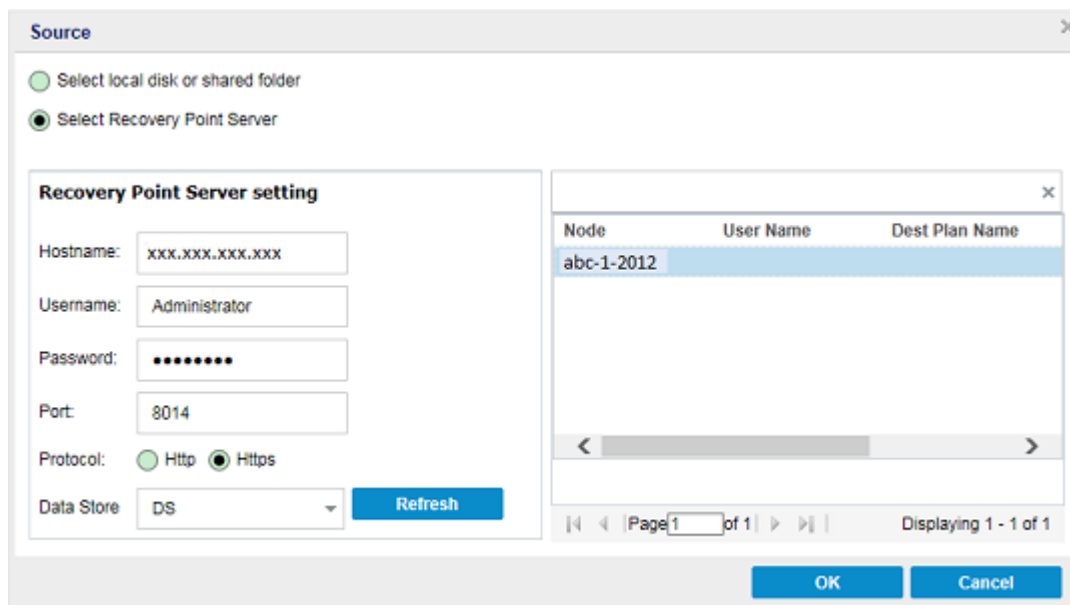 Source
Select local disk or shared folder
Select Recovery Point Server
Recovery Point Server setting
Hostname: xxx.xxx.xxx.xxx
Username: Administrator
Password: ••••••••
Port: 8014
Protocol: Http Https
Data Store DS Refresh
Node User Name Dest Plan Name
abc-1-2012
Page 1 of 1 Displaying 1 - 1 of 1
OK Cancel